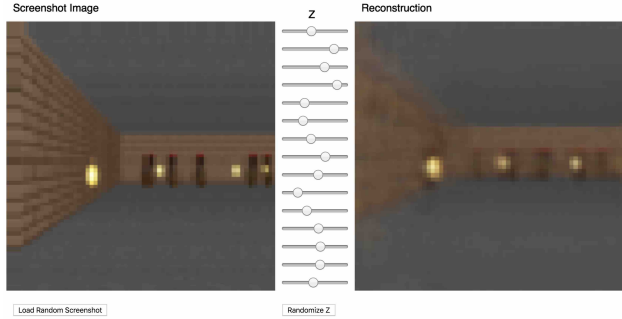 Screenshot Image
Z
Reconstruction
Load Random Screenshot
Randomize Z